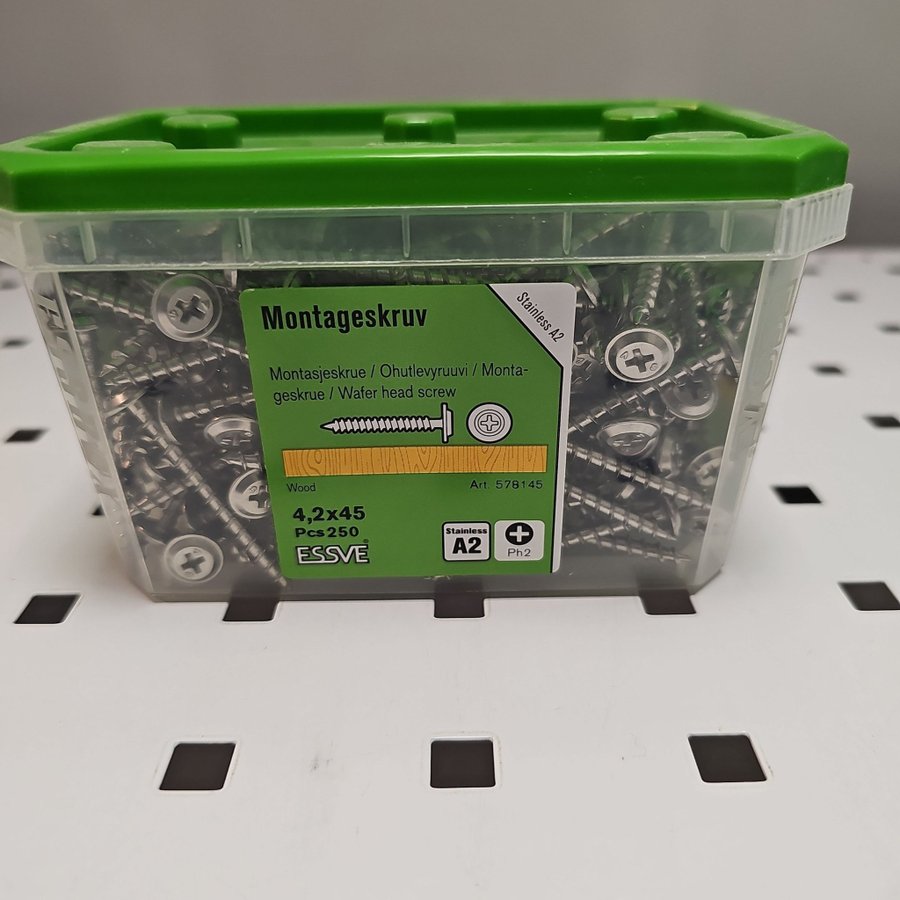 Montageskruv
Stainless A2
Montasjeskrue / Ohutlevyruuvi / Monta-
geskrue / Wafer head screw
Wood
Art. 578145
4,2x45
Pcs 250
ESSVE
Stainless
A2
Ph2